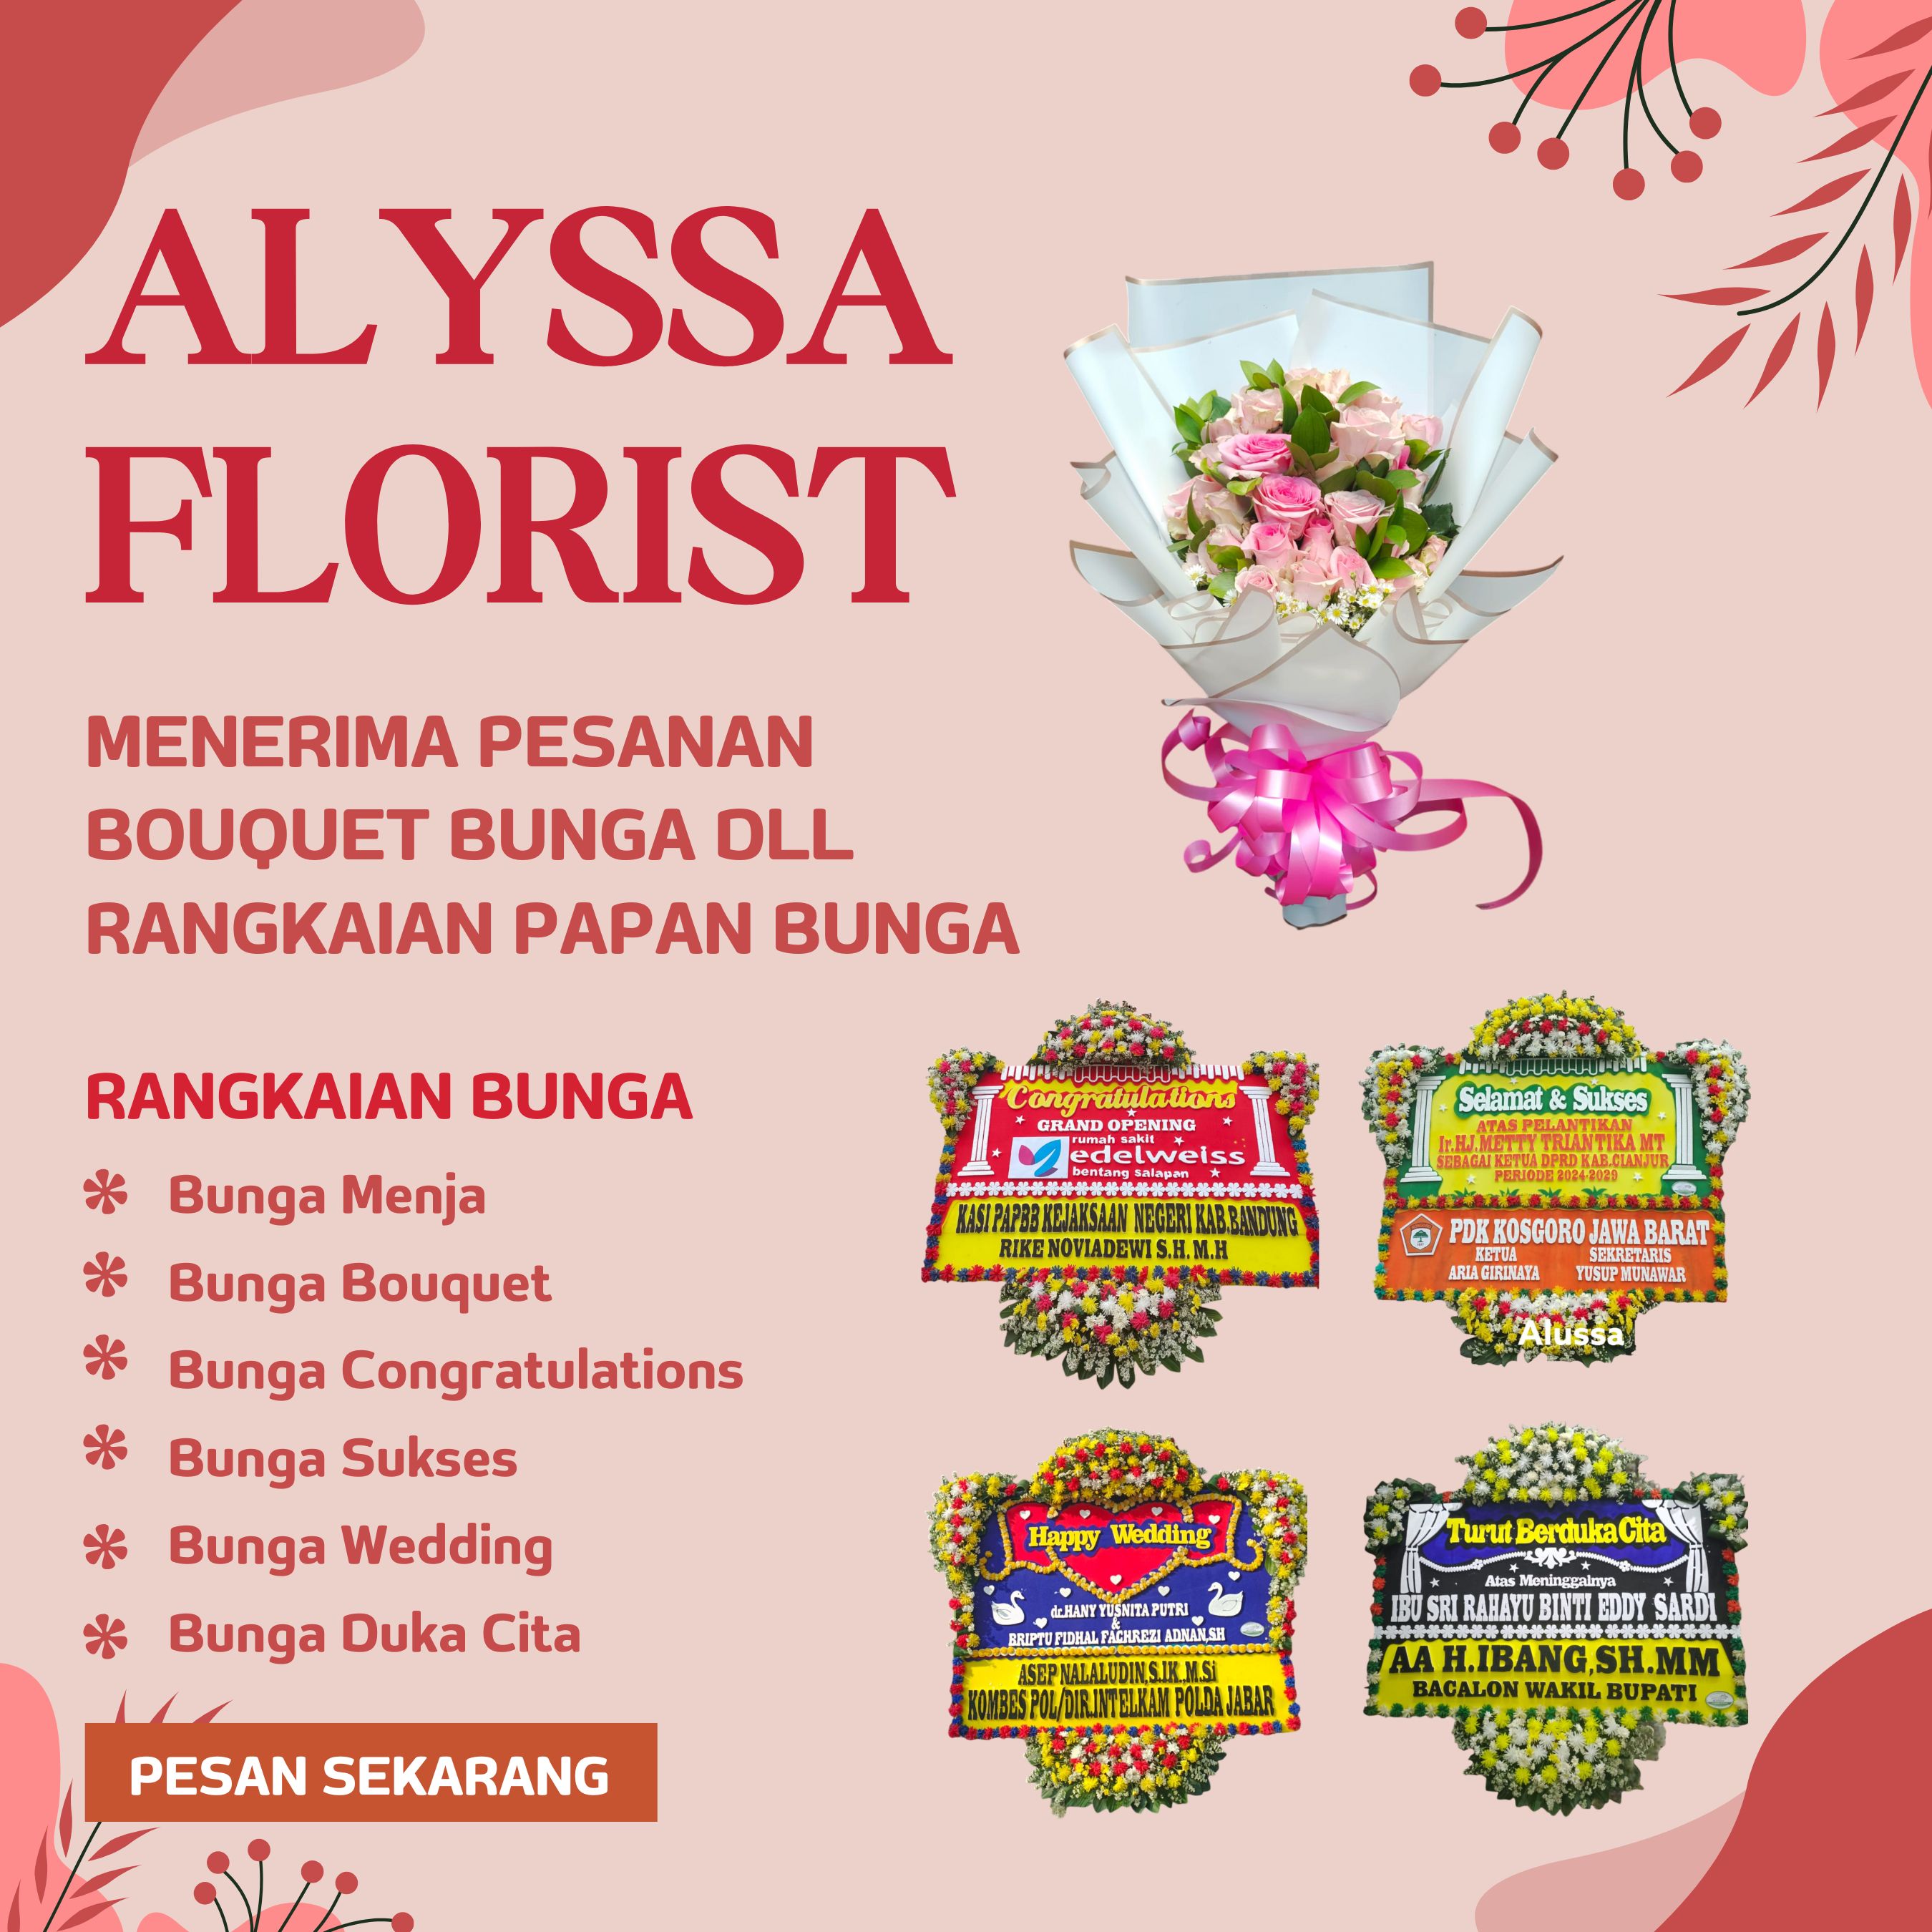 ALYSSA
FLORIST
MENERIMA PESANAN
BOUQUET BUNGA DLL
RANGKAIAN PAPAN BUNGA
RANGKAIAN BUNGA
Bunga Menja
Bunga Bouquet
Bunga Congratulations
Bunga Sukses
Bunga Wedding
Bunga Duka Cita
PESAN SEKARANG
Congratulations
GRAND OPENING
rumah sakit
edelweiss
bentang salapan
KASI PAPBB KEJAKSAAN NEGERI KAB.BANDUNG
RIKE NOVIADEWI S.H. M.H
Selamat & Sukses
ATAS PELANTIKAN
Ir.HJ.METTY TRIANTIKA MT
SEBAGAI KETUA DPRD KAB.CIANJUR
PERIODE 2024-2029
PDK KOSGORO JAWA BARAT
KETUA SEKRETARIS
ARIA GIRINAYA YUSUP MUNAWAR
Alussa
Happy Wedding
dr.HANY YUSNITA PUTRI
&
BRIPTU FIDHAL FACHREZI ADNAN,SH
ASEP NALALUDIN,S.IK.,M.Si
KOMBES POL/DIR.INTELKAM POLDA JABAR
Turut Berduka Cita
Atas Meninggalnya
IBU SRI RAHAYU BINTI EDDY SARDI
AA H.IBANG,SH.MM
BACALON WAKIL BUPATI